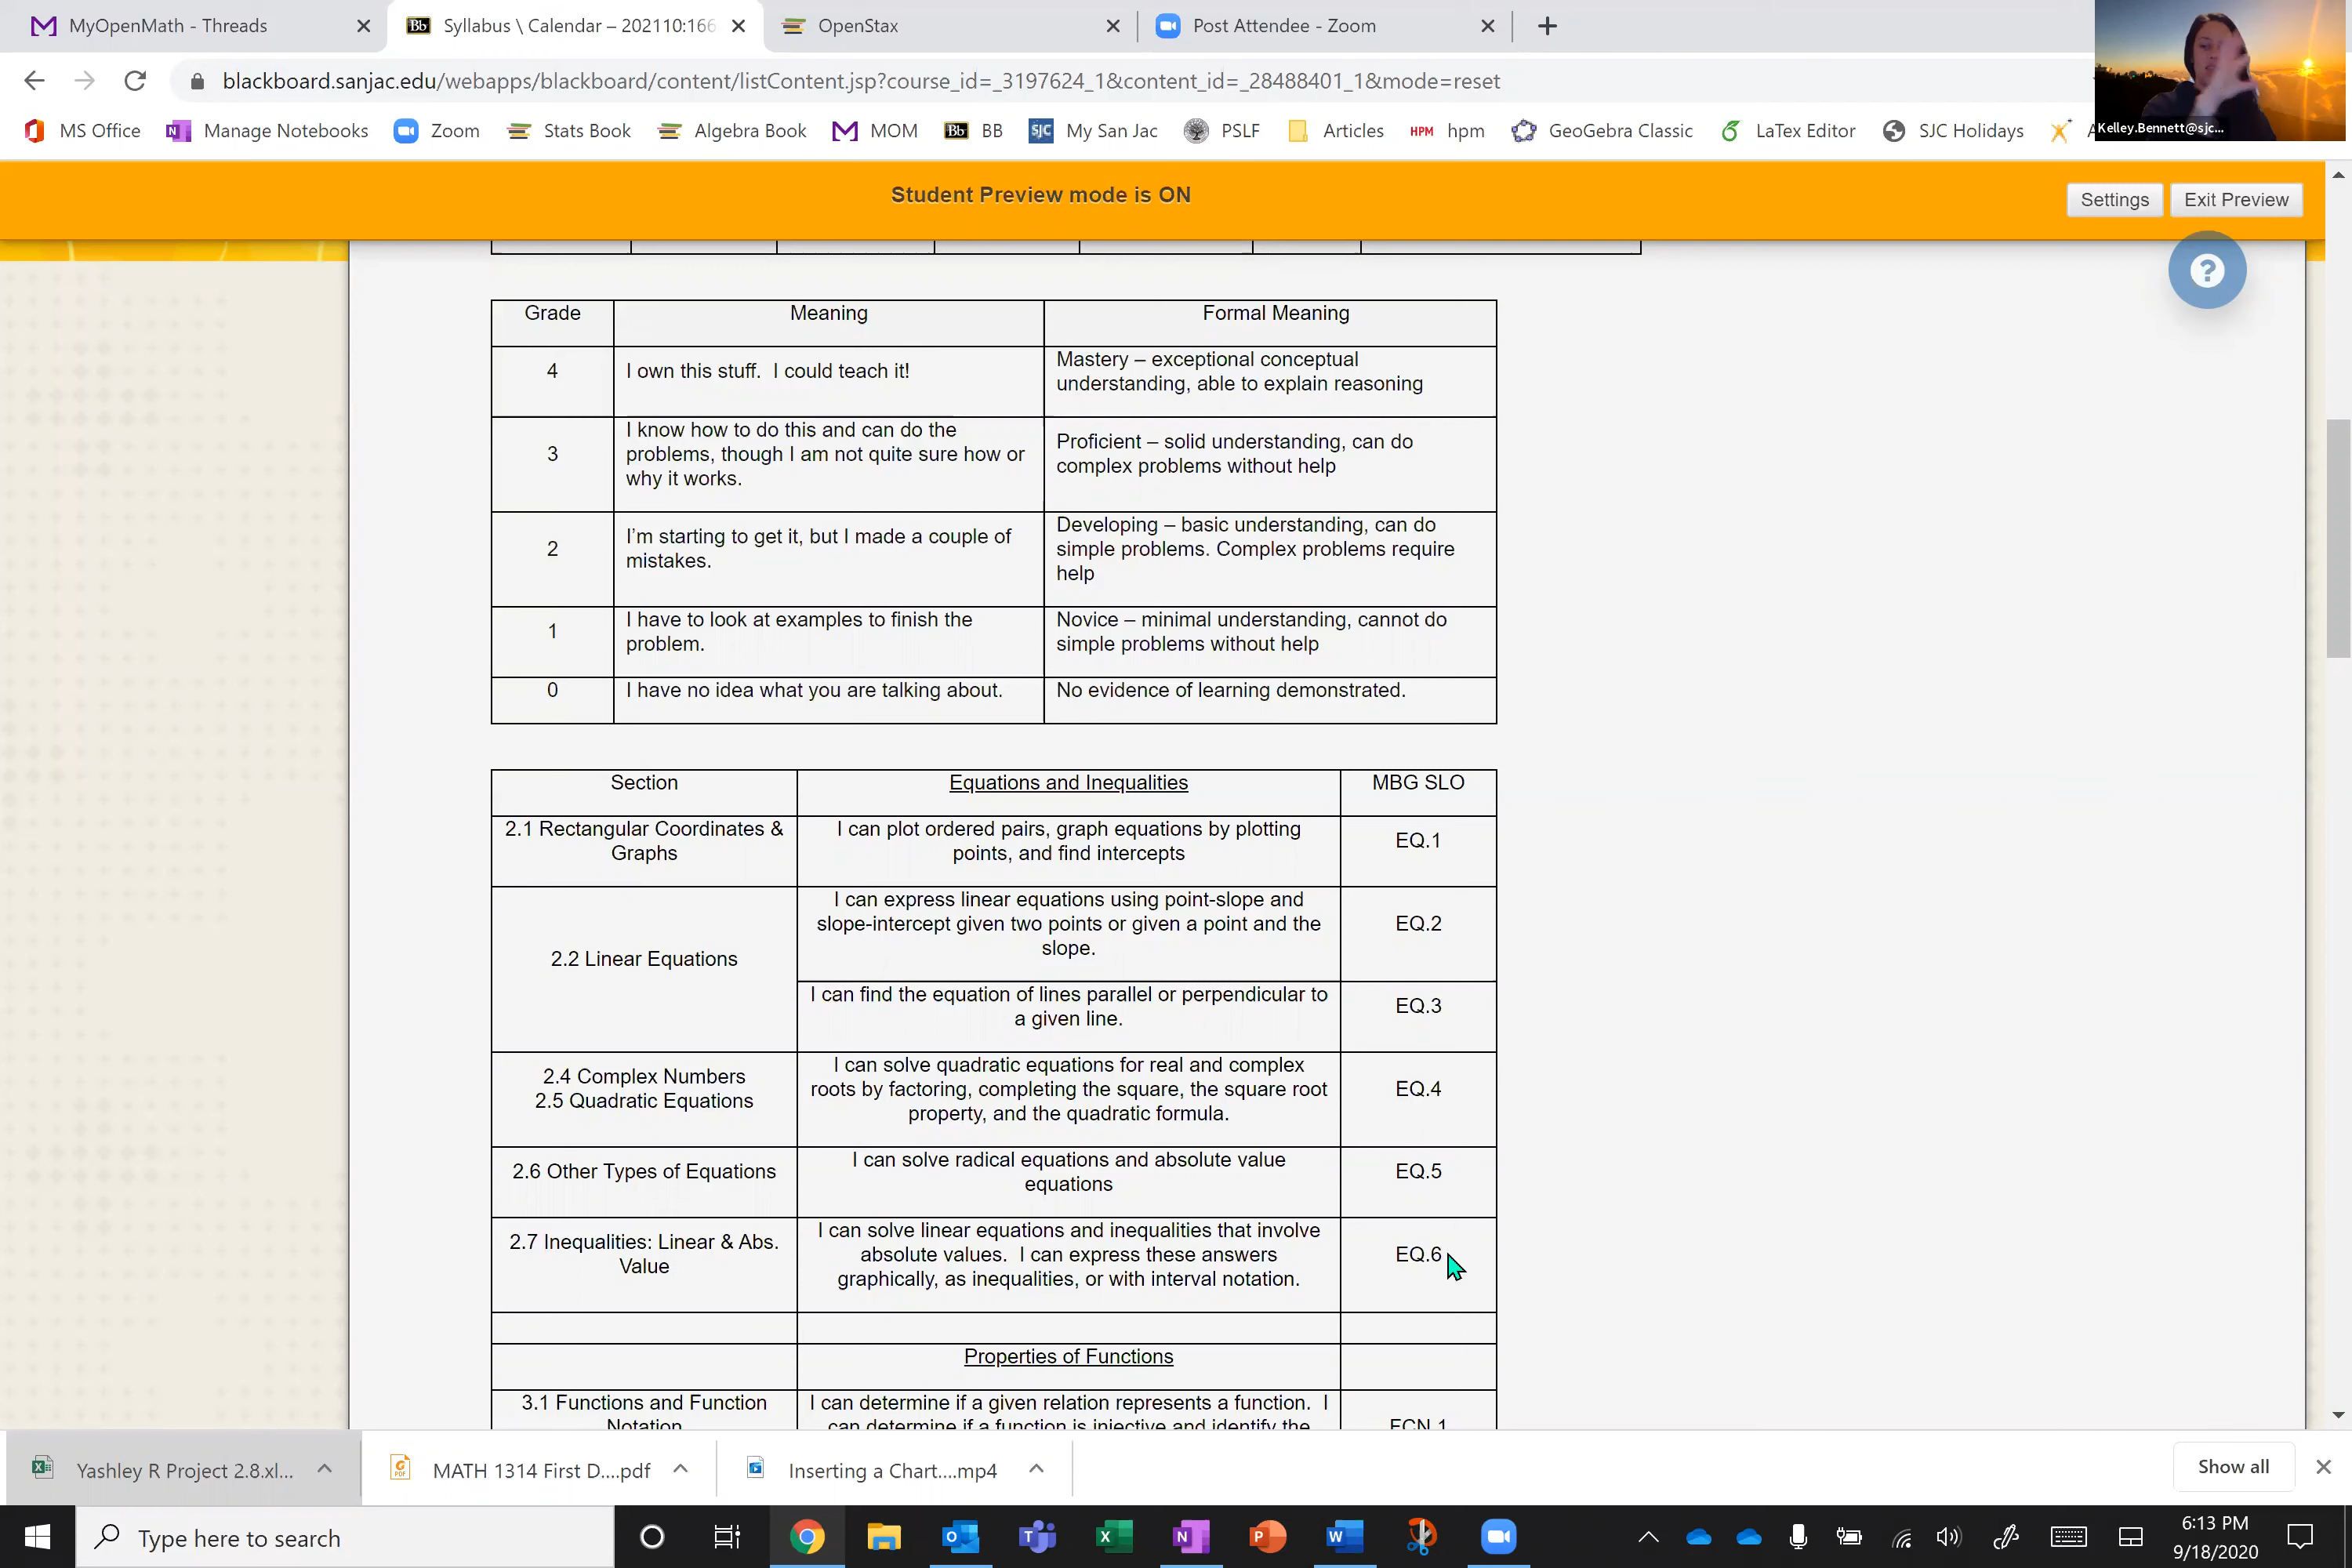 MyOpenMath - Threads
Syllabus \ Calendar – 202110:166
OpenStax
Post Attendee - Zoom
blackboard.sanjac.edu/webapps/blackboard/content/listContent.jsp?course_id=_3197624_1&content_id=_28488401_1&mode=reset
MS Office Manage Notebooks Zoom Stats Book Algebra Book MOM BB My San Jac PSLF Articles hpm GeoGebra Classic LaTex Editor SJC Holidays
Kelley.Bennett@sjc...
Student Preview mode is ON
Settings Exit Preview
Grade Meaning Formal Meaning
4
I own this stuff. I could teach it!
Mastery – exceptional conceptual
understanding, able to explain reasoning
3
I know how to do this and can do the
problems, though I am not quite sure how or
why it works.
Proficient – solid understanding, can do
complex problems without help
2
I'm starting to get it, but I made a couple of
mistakes.
Developing – basic understanding, can do
simple problems. Complex problems require
help
1
I have to look at examples to finish the
problem.
Novice – minimal understanding, cannot do
simple problems without help
0
I have no idea what you are talking about.
No evidence of learning demonstrated.
Section Equations and Inequalities MBG SLO
2.1 Rectangular Coordinates &
Graphs
I can plot ordered pairs, graph equations by plotting
points, and find intercepts
EQ.1
2.2 Linear Equations
I can express linear equations using point-slope and
slope-intercept given two points or given a point and the
slope.
EQ.2
I can find the equation of lines parallel or perpendicular to
a given line.
EQ.3
2.4 Complex Numbers
2.5 Quadratic Equations
I can solve quadratic equations for real and complex
roots by factoring, completing the square, the square root
property, and the quadratic formula.
EQ.4
2.6 Other Types of Equations
I can solve radical equations and absolute value
equations
EQ.5
2.7 Inequalities: Linear & Abs.
Value
I can solve linear equations and inequalities that involve
absolute values. I can express these answers
graphically, as inequalities, or with interval notation.
EQ.6
Properties of Functions
3.1 Functions and Function
Notation
I can determine if a given relation represents a function. I
can determine if a function is injective and identify the
FCN.1
Yashley R Project 2.8.xl...
MATH 1314 First D....pdf
Inserting a Chart....mp4
Show all
Type here to search
6:13 PM
9/18/2020